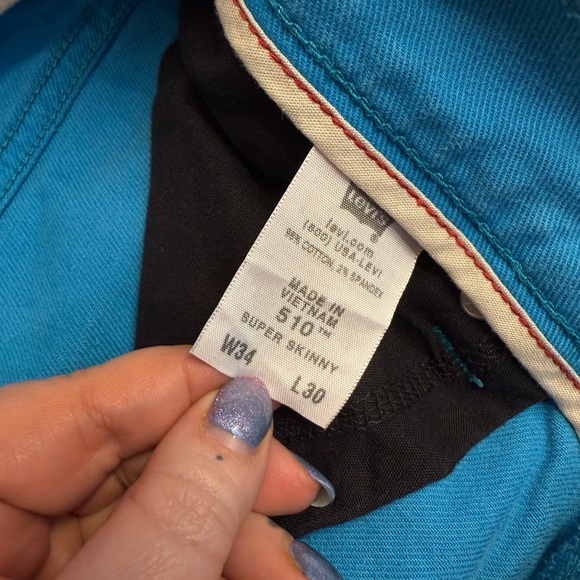 Levi's
®
levi.com
(800) USA-LEVI
98% COTTON, 2% SPANDEX
MADE IN
VIETNAM
510™
SUPER SKINNY
W34 L30